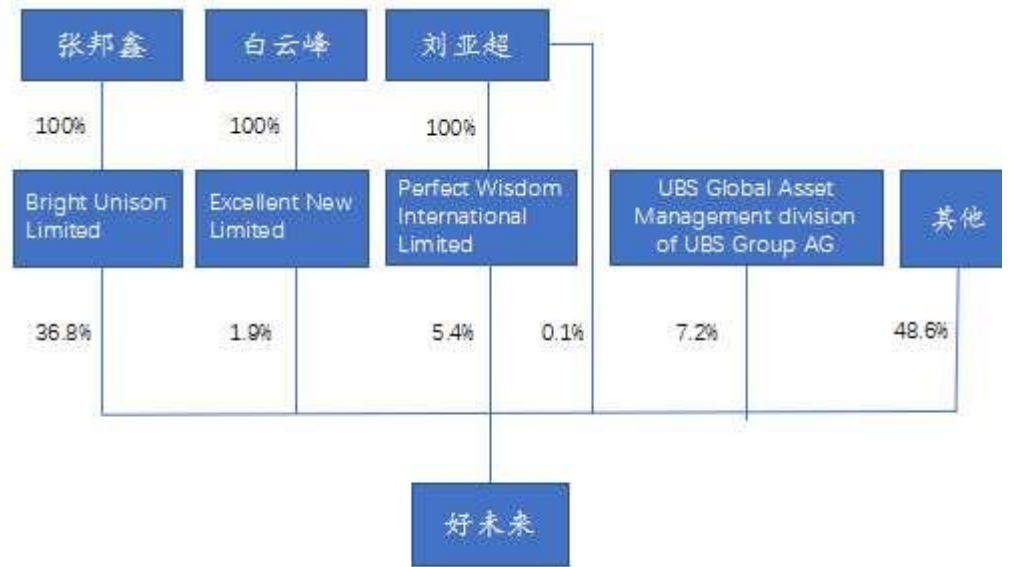 张邦鑫
白云峰
刘亚超
100%
100%
100%
Bright Unison
Limited
Excellent New
Limited
Perfect Wisdom
International
Limited
UBS Global Asset
Management division
of UBS Group AG
其他
36.8%
1.9%
5.4%
0.1%
7.2%
48.6%
好未来